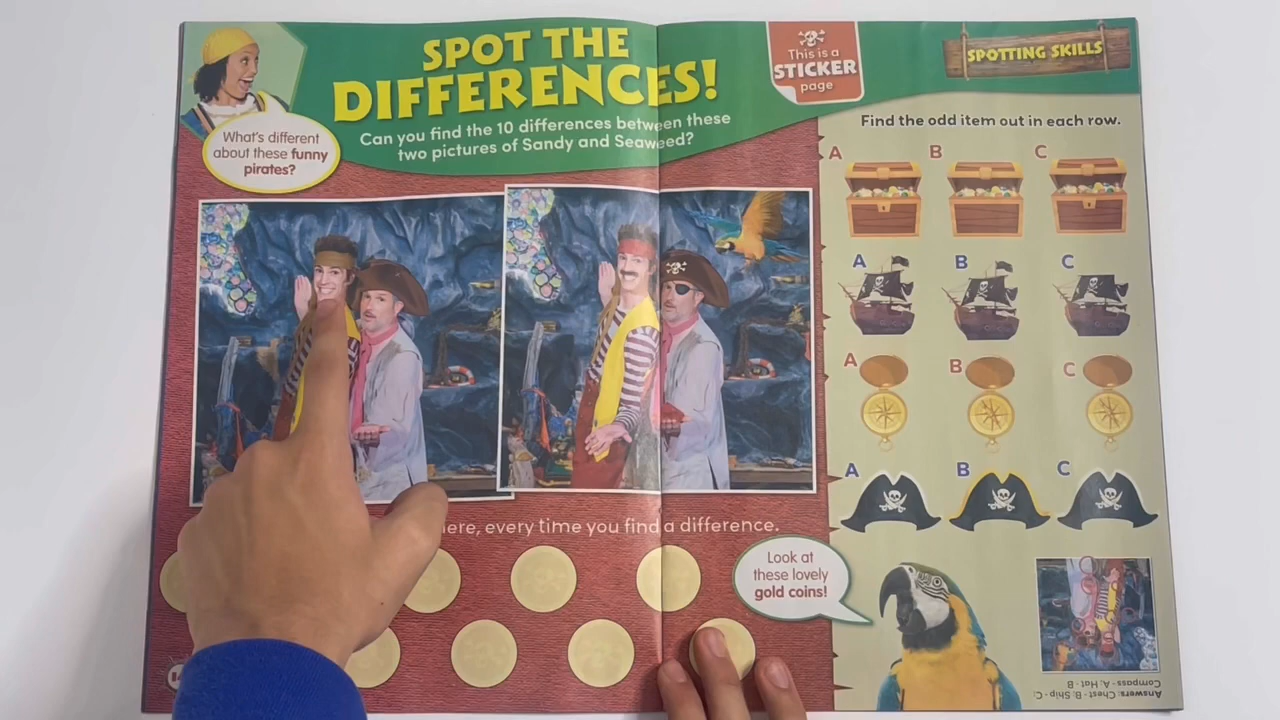 SPOT THE
DIFFERENCES!
Can you find the 10 differences between these
two pictures of Sandy and Seaweed?
What's different
about these funny
pirates?
This is a
STICKER
page
SPOTTING SKILLS
Find the odd item out in each row.
A B C
A B C
A B C
A B C
here, every time you find a difference.
Look at
these lovely
gold coins!
Answers: Chest - B; Ship - C;
Compass - A; Hat - B